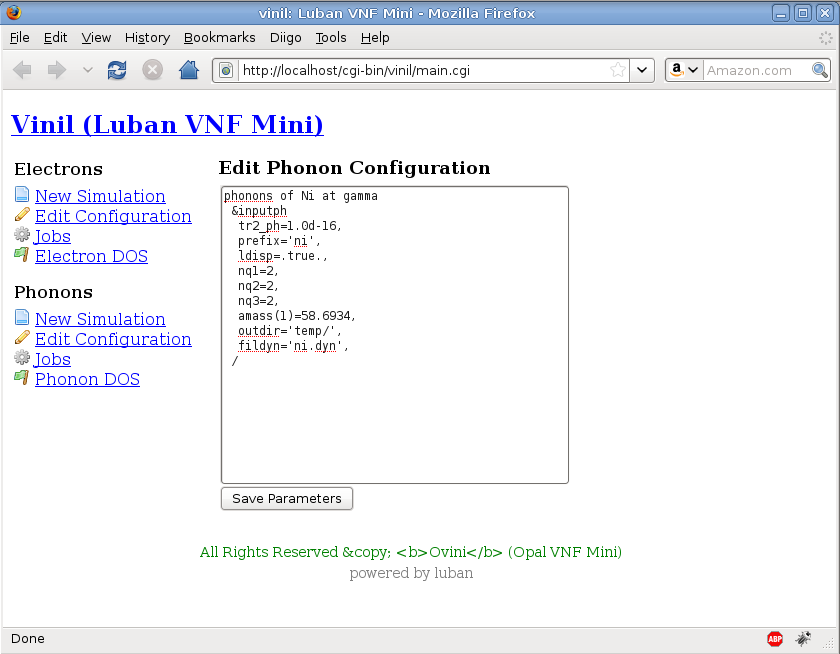 vinil: Luban VNF Mini - Mozilla Firefox
File Edit View History Bookmarks Diigo Tools Help
http://localhost/cgi-bin/vinil/main.cgi
a Amazon.com
Vinil (Luban VNF Mini)
Electrons
New Simulation
Edit Configuration
Jobs
Electron DOS
Phonons
New Simulation
Edit Configuration
Jobs
Phonon DOS
Edit Phonon Configuration
phonons of Ni at gamma
&inputph
tr2_ph=1.0d-16,
prefix='ni',
ldisp=.true.,
nq1=2,
nq2=2,
nq3=2,
amass(1)=58.6934,
outdir='temp/',
fildyn='ni.dyn',
/
Save Parameters
All Rights Reserved &copy; <b>Ovini</b> (Opal VNF Mini)
powered by luban
Done
ABP